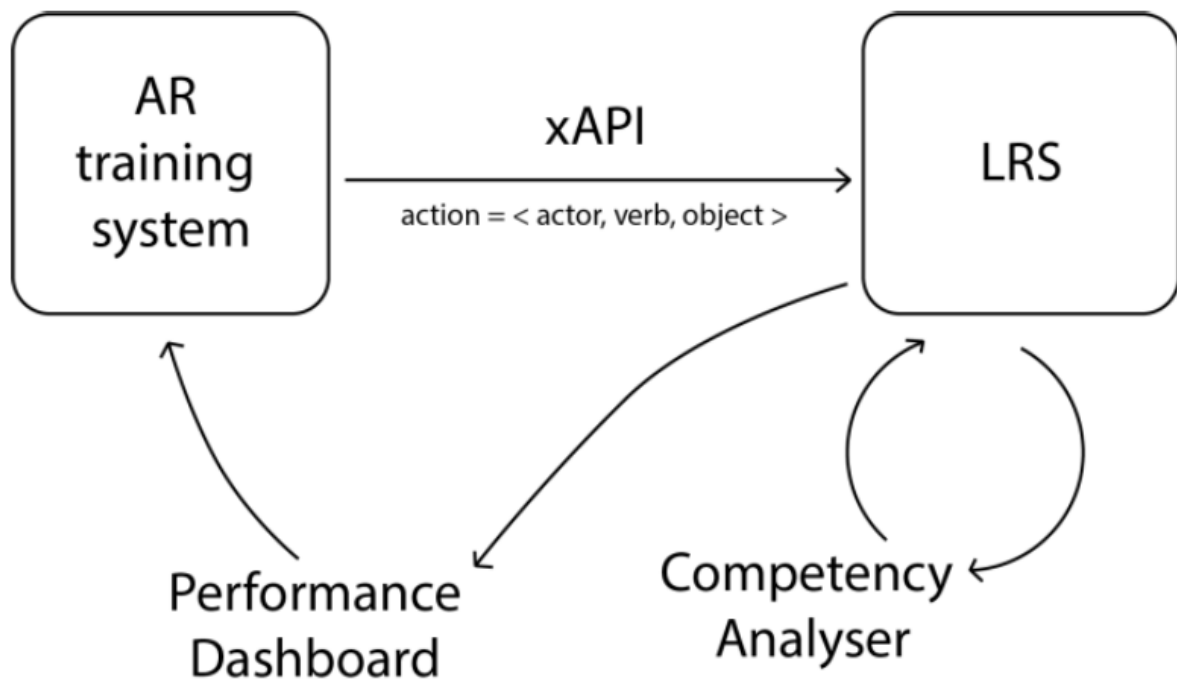 AR
training
system
xAPI
action = < actor, verb, object >
LRS
Performance
Dashboard
Competency
Analyser